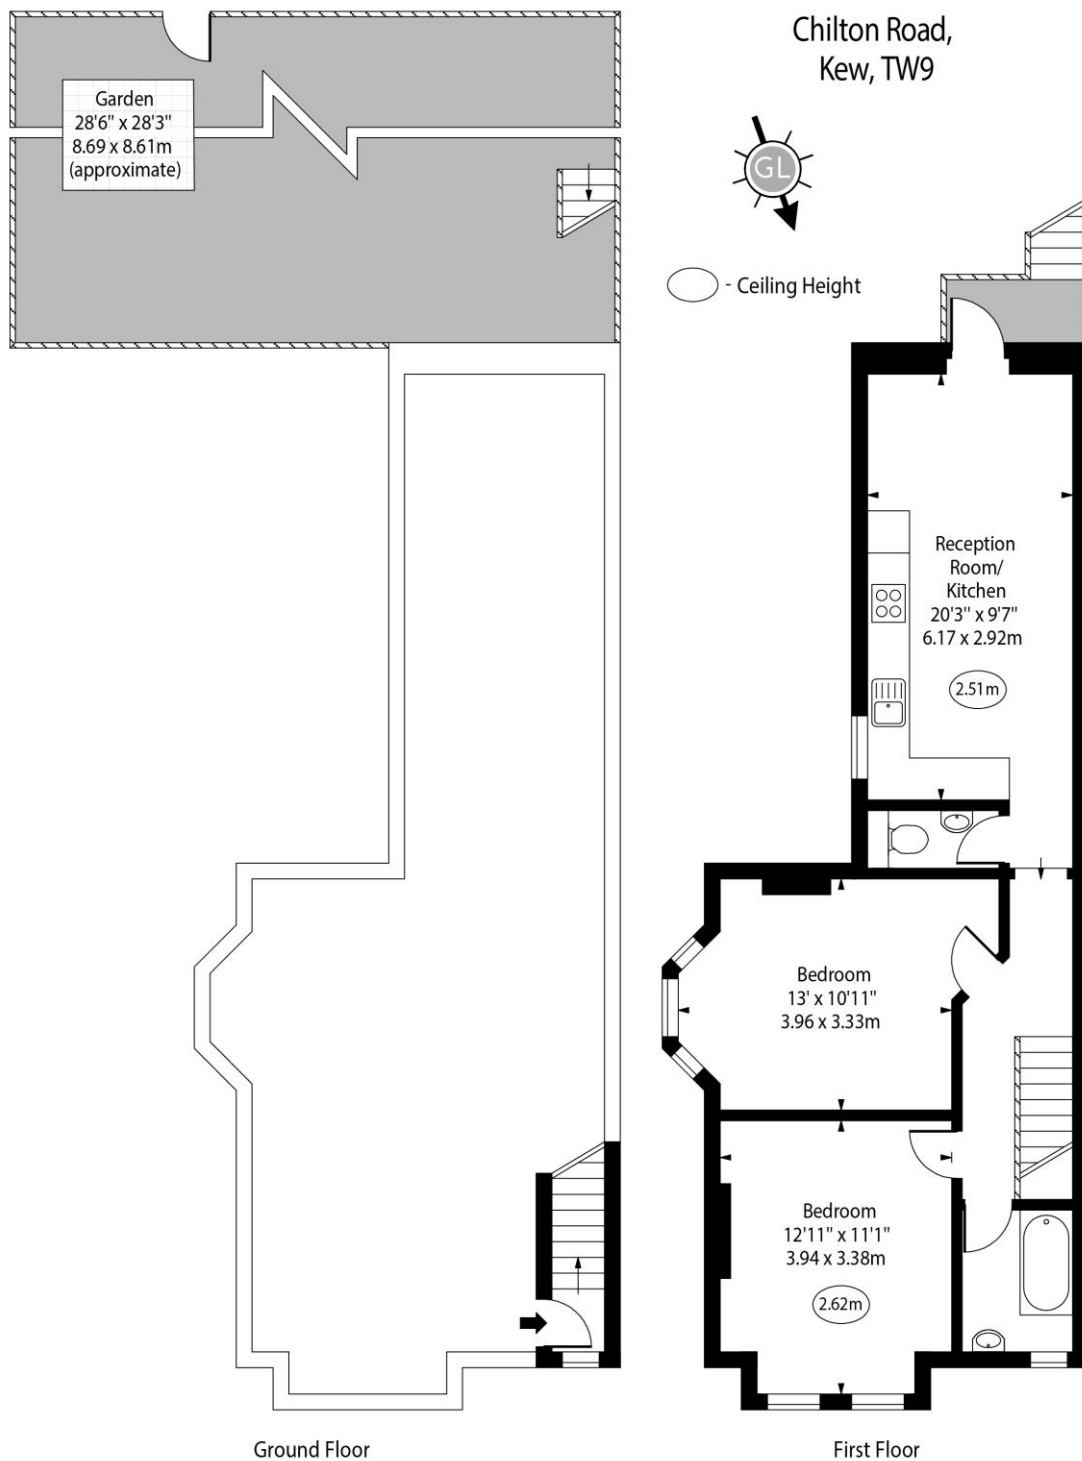 Chilton Road,
Kew, TW9
Garden
28'6" x 28'3"
8.69 x 8.61m
(approximate)
GL
- Ceiling Height
Reception
Room/
Kitchen
20'3" x 9'7"
6.17 x 2.92m
2.51m
Bedroom
13' x 10'11"
3.96 x 3.33m
Bedroom
12'11" x 11'1"
3.94 x 3.38m
2.62m
Ground Floor
First Floor